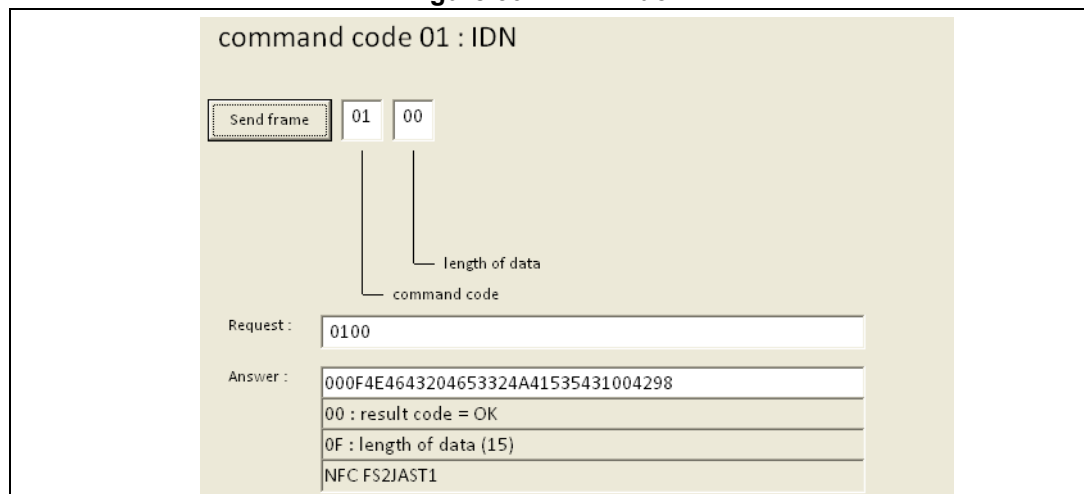 command code 01 : IDN
Send frame 01 00
length of data
command code
Request : 0100
Answer : 000F4E4643204653324A41535431004298
00 : result code = OK
0F : length of data (15)
NFC FS2JAST1